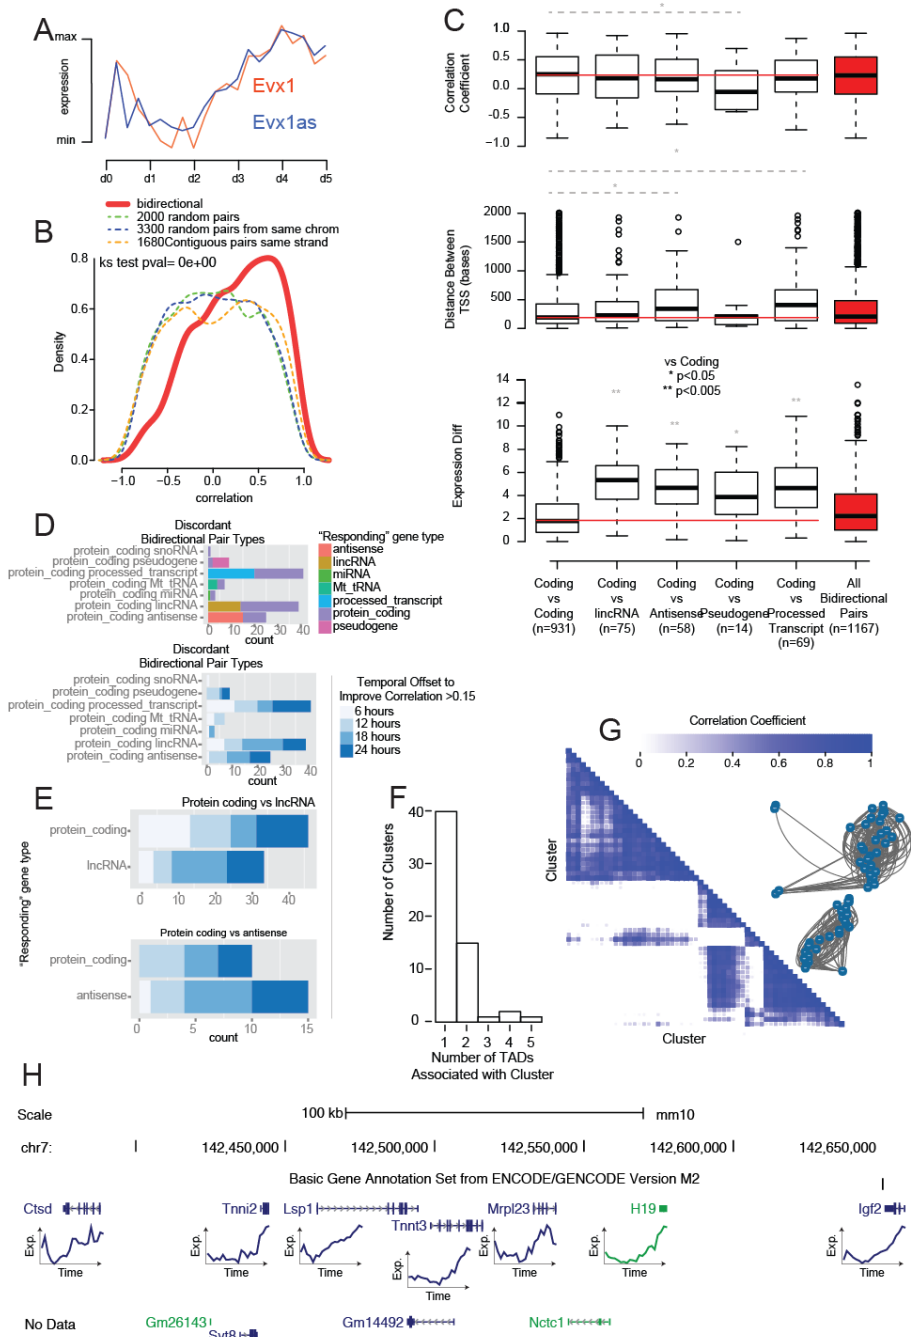 A
max
expression
min
Evx1
Evx1as
d0 d1 d2 d3 d4 d5
bidirectional
2000 random pairs
3300 random pairs from same chrom
1680Contiguous pairs same strand
B
ks test pval= 0e+00
0.8
0.6
0.4
0.2
0.0
Density
−1.0 −0.5 0.0 0.5 1.0
correlation
C
*
1.0
0.5
0.0
−0.5
−1.0
Correlation
Coefficient
*
*
2000
1500
1000
500
0
Distance Between
TSS (bases)
vs Coding
* p<0.05
** p<0.005
14
12
10
8
6
4
2
0
Expression Diff
** ** * **
Coding
vs
Coding
(n=931)
Coding
vs
lincRNA
(n=75)
Coding
vs
Antisense
(n=58)
Coding
vs
Pseudogene
(n=14)
Coding
vs
Processed
Transcript
(n=69)
All
Bidirectional
Pairs
(n=1167)
D
Discordant
Bidirectional Pair Types
protein_coding snoRNA
protein_coding pseudogene
protein_coding processed_transcript
protein_coding Mt_tRNA
protein_coding miRNA
protein_coding lincRNA
protein_coding antisense
0 10 20 30 40
count
"Responding" gene type
antisense
lincRNA
miRNA
Mt_tRNA
processed_transcript
protein_coding
pseudogene
Discordant
Bidirectional Pair Types
protein_coding snoRNA
protein_coding pseudogene
protein_coding processed_transcript
protein_coding Mt_tRNA
protein_coding miRNA
protein_coding lincRNA
protein_coding antisense
0 10 20 30 40
count
Temporal Offset to
Improve Correlation >0.15
6 hours
12 hours
18 hours
24 hours
E
Protein coding vs lncRNA
protein_coding
lncRNA
0 10 20 30 40
"Responding" gene type
Protein coding vs antisense
protein_coding
antisense
0 5 10 15
count
F
40
30
20
10
0
Number of Clusters
1 2 3 4 5
Number of TADs
Associated with Cluster
G
Correlation Coefficient
0 0.2 0.4 0.6 0.8 1
Cluster
Cluster
H
Scale
100 kb
mm10
chr7:
142,450,000
142,500,000
142,550,000
142,600,000
142,650,000
Basic Gene Annotation Set from ENCODE/GENCODE Version M2
Ctsd
Tnni2
Lsp1
Tnnt3
Mrpl23
H19
Igf2
Exp.
Time
Exp.
Time
Exp.
Time
Exp.
Time
Exp.
Time
Exp.
Time
Exp.
Time
No Data
Gm26143
Syt8
Gm14492
Nctc1